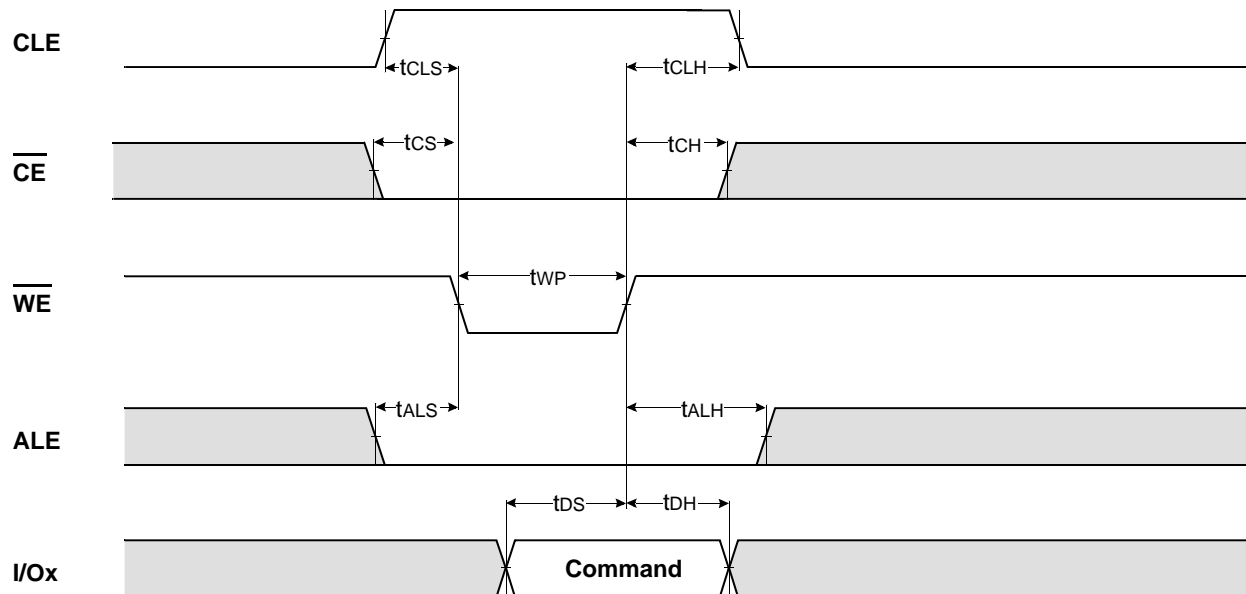 CLE
tCLS
tCLH
CE
tCS
tCH
WE
tWP
ALE
tALS
tALH
tDS
tDH
I/Ox
Command